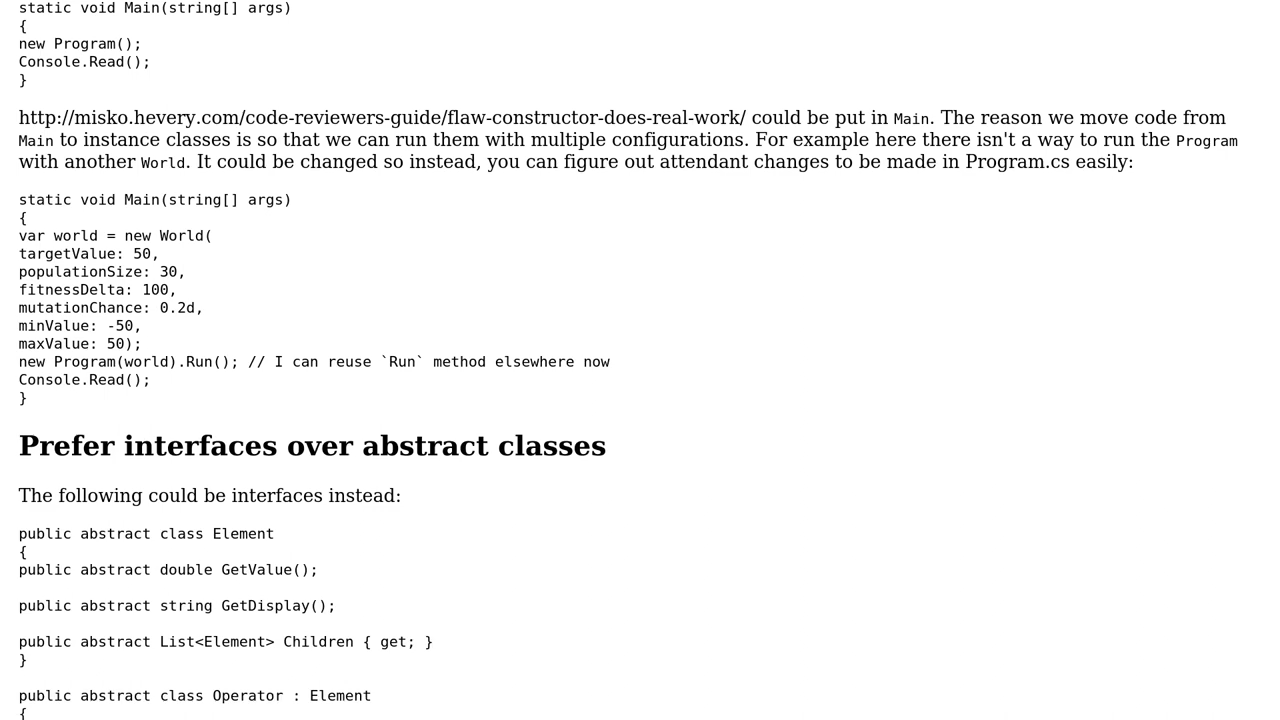 static void Main(string[] args)
{
new Program();
Console.Read();
}
http://misko.hevery.com/code-reviewers-guide/flaw-constructor-does-real-work/ could be put in Main. The reason we move code from
Main to instance classes is so that we can run them with multiple configurations. For example here there isn't a way to run the Program
with another World. It could be changed so instead, you can figure out attendant changes to be made in Program.cs easily:
static void Main(string[] args)
{
var world = new World(
targetValue: 50,
populationSize: 30,
fitnessDelta: 100,
mutationChance: 0.2d,
minValue: -50,
maxValue: 50);
new Program(world).Run(); // I can reuse `Run` method elsewhere now
Console.Read();
}
Prefer interfaces over abstract classes
The following could be interfaces instead:
public abstract class Element
{
public abstract double GetValue();
public abstract string GetDisplay();
public abstract List<Element> Children { get; }
}
public abstract class Operator : Element
{